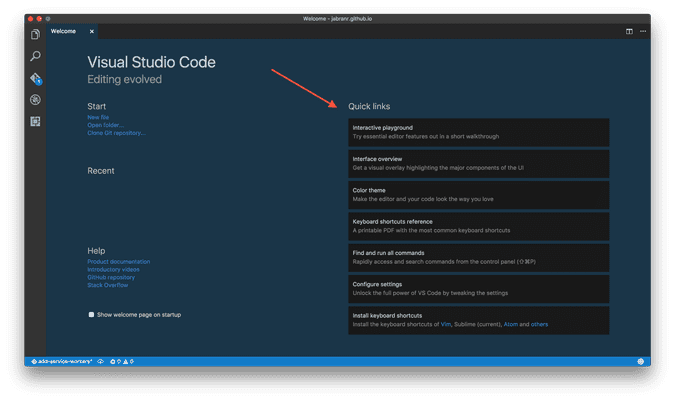 Welcome - jabranr.github.io
Welcome
Visual Studio Code
Editing evolved
Start
New file
Open folder...
Clone Git repository...
Recent
Help
Product documentation
Introductory videos
GitHub repository
Stack Overflow
Show welcome page on startup
Quick links
Interactive playground
Try essential editor features out in a short walkthrough
Interface overview
Get a visual overlay highlighting the major components of the UI
Color theme
Make the editor and your code look the way you love
Keyboard shortcuts reference
A printable PDF with the most common keyboard shortcuts
Find and run all commands
Rapidly access and search commands from the control panel (⇧⌘P)
Configure settings
Unlock the full power of VS Code by tweaking the settings
Install keyboard shortcuts
Install the keyboard shortcuts of Vim, Sublime (current), Atom and others
add-service-workers*